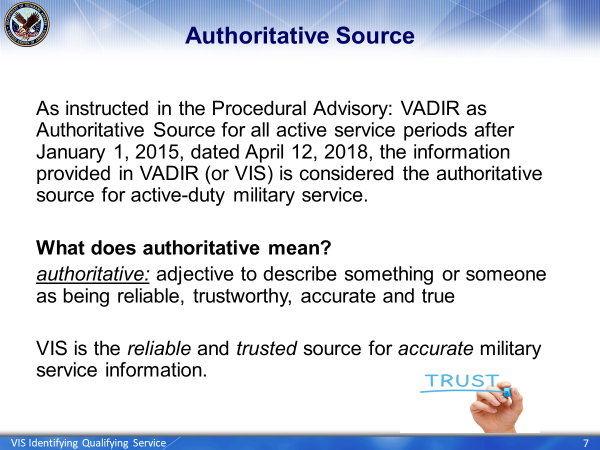 Authoritative Source
As instructed in the Procedural Advisory: VADIR as
Authoritative Source for all active service periods after
January 1, 2015, dated April 12, 2018, the information
provided in VADIR (or VIS) is considered the authoritative
source for active-duty military service.
What does authoritative mean?
authoritative: adjective to describe something or someone
as being reliable, trustworthy, accurate and true
VIS is the reliable and trusted source for accurate military
service information.
TRUST
VIS Identifying Qualifying Service
7